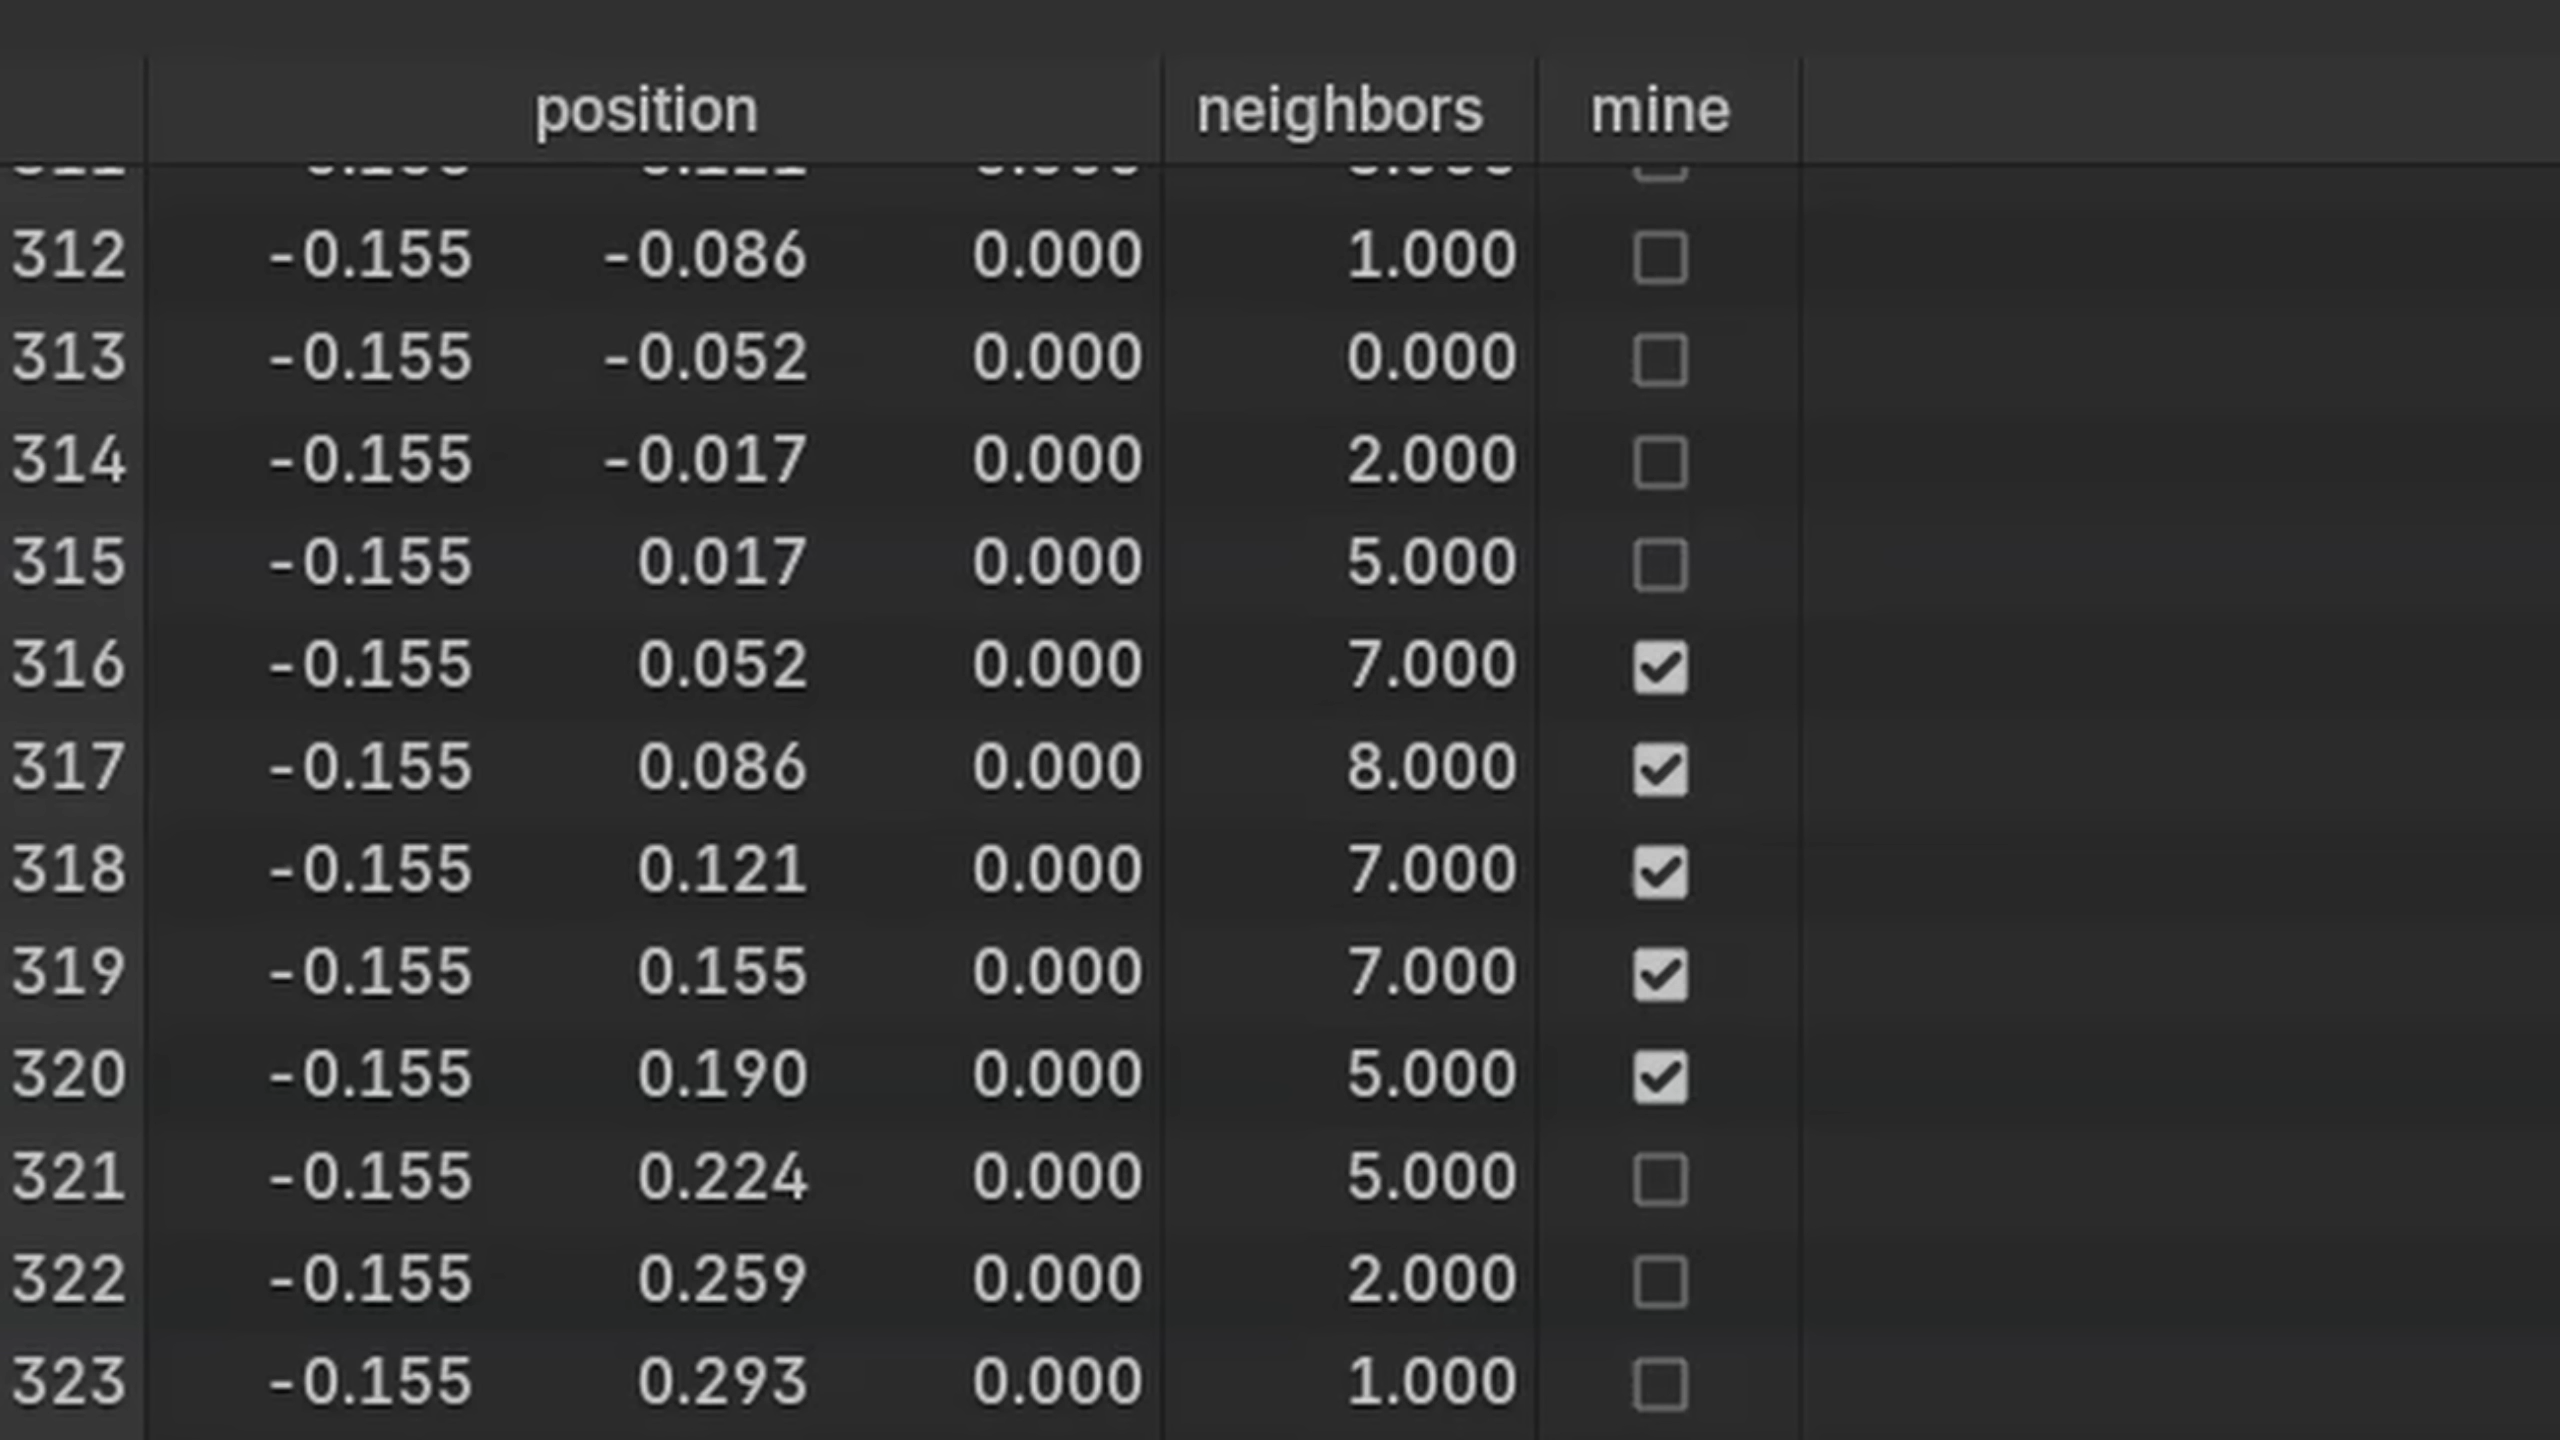 position neighbors mine
312 -0.155 -0.086 0.000 1.000
313 -0.155 -0.052 0.000 0.000
314 -0.155 -0.017 0.000 2.000
315 -0.155 0.017 0.000 5.000
316 -0.155 0.052 0.000 7.000
317 -0.155 0.086 0.000 8.000
318 -0.155 0.121 0.000 7.000
319 -0.155 0.155 0.000 7.000
320 -0.155 0.190 0.000 5.000
321 -0.155 0.224 0.000 5.000
322 -0.155 0.259 0.000 2.000
323 -0.155 0.293 0.000 1.000